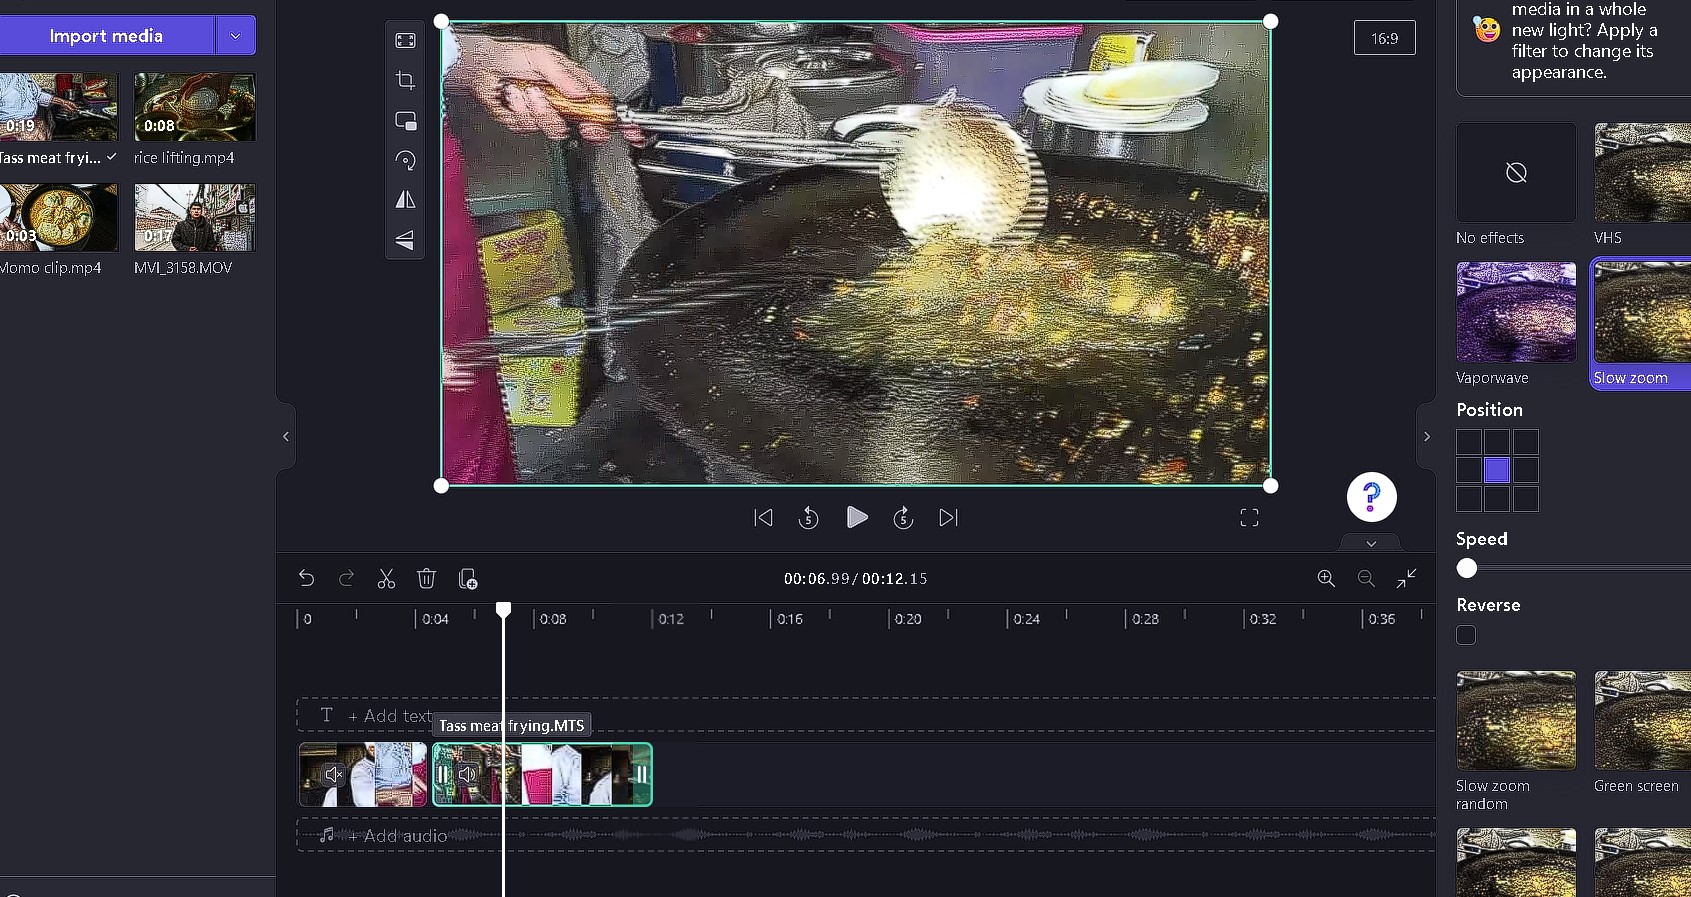 Import media
0:19
0:08
Tass meat fryi...
rice lifting.mp4
0:03
0:17
Momo clip.mp4
MVI_3158.MOV
16:9
media in a whole
new light? Apply a
filter to change its
appearance.
No effects
VHS
Vaporwave
Slow zoom
Position
Speed
Reverse
Slow zoom
random
Green screen
5
5
?
00:06.99 / 00:12.15
0
0:04
0:08
0:12
0:16
0:20
0:24
0:28
0:32
0:36
T + Add text
Tass meat frying.MTS
+ Add audio